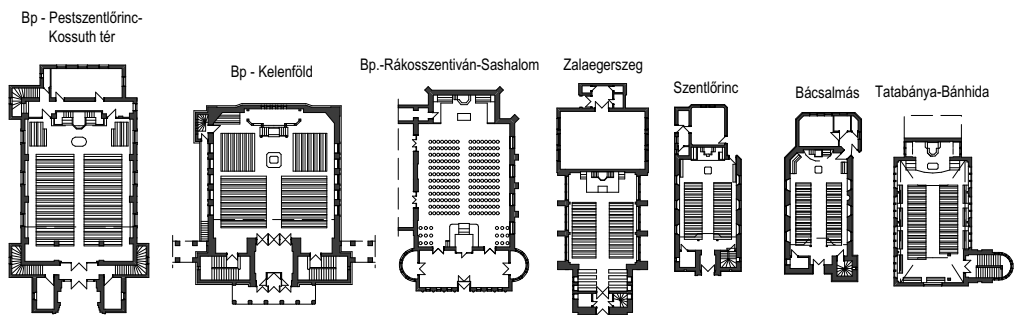 Bp - Pestszentlőrinc-
Kossuth tér
Bp - Kelenföld
Bp.-Rákosszentiván-Sashalom
Zalaegerszeg
Szentlőrinc
Bácsalmás
Tatabánya-Bánhida